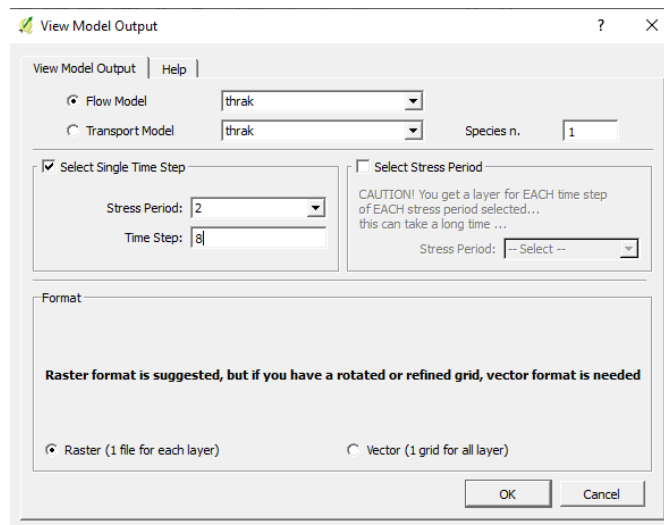 View Model Output
?
View Model Output
Help
Flow Model
thrak
Transport Model
thrak
Species n.
1
Select Single Time Step
Stress Period:
2
Time Step:
8
Select Stress Period
CAUTION! You get a layer for EACH time step
of EACH stress period selected...
this can take a long time ...
Stress Period:
-- Select --
Format
Raster format is suggested, but if you have a rotated or refined grid, vector format is needed
Raster (1 file for each layer)
Vector (1 grid for all layer)
OK
Cancel